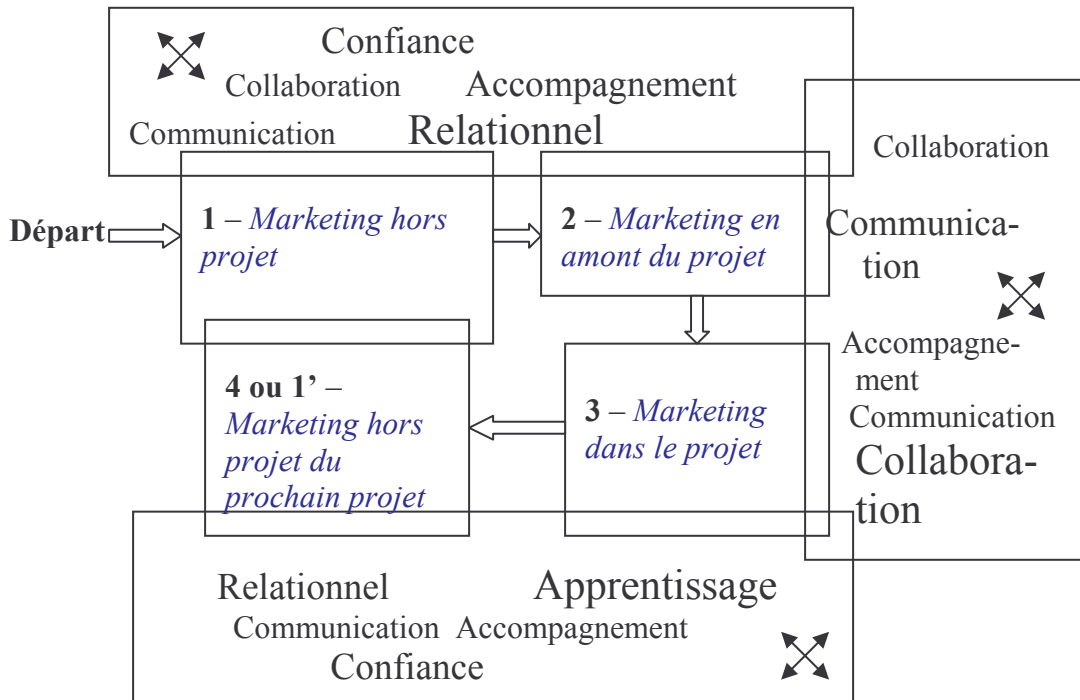 Confiance
Collaboration Accompagnement
Communication Relationnel
Départ
1 – Marketing hors
projet
2 – Marketing en
amont du projet
Collaboration
Communica-
tion
Accompagne-
ment
Communication
Collabora-
tion
3 – Marketing
dans le projet
4 ou 1’ –
Marketing hors
projet du
prochain projet
Relationnel Apprentissage
Communication Accompagnement
Confiance